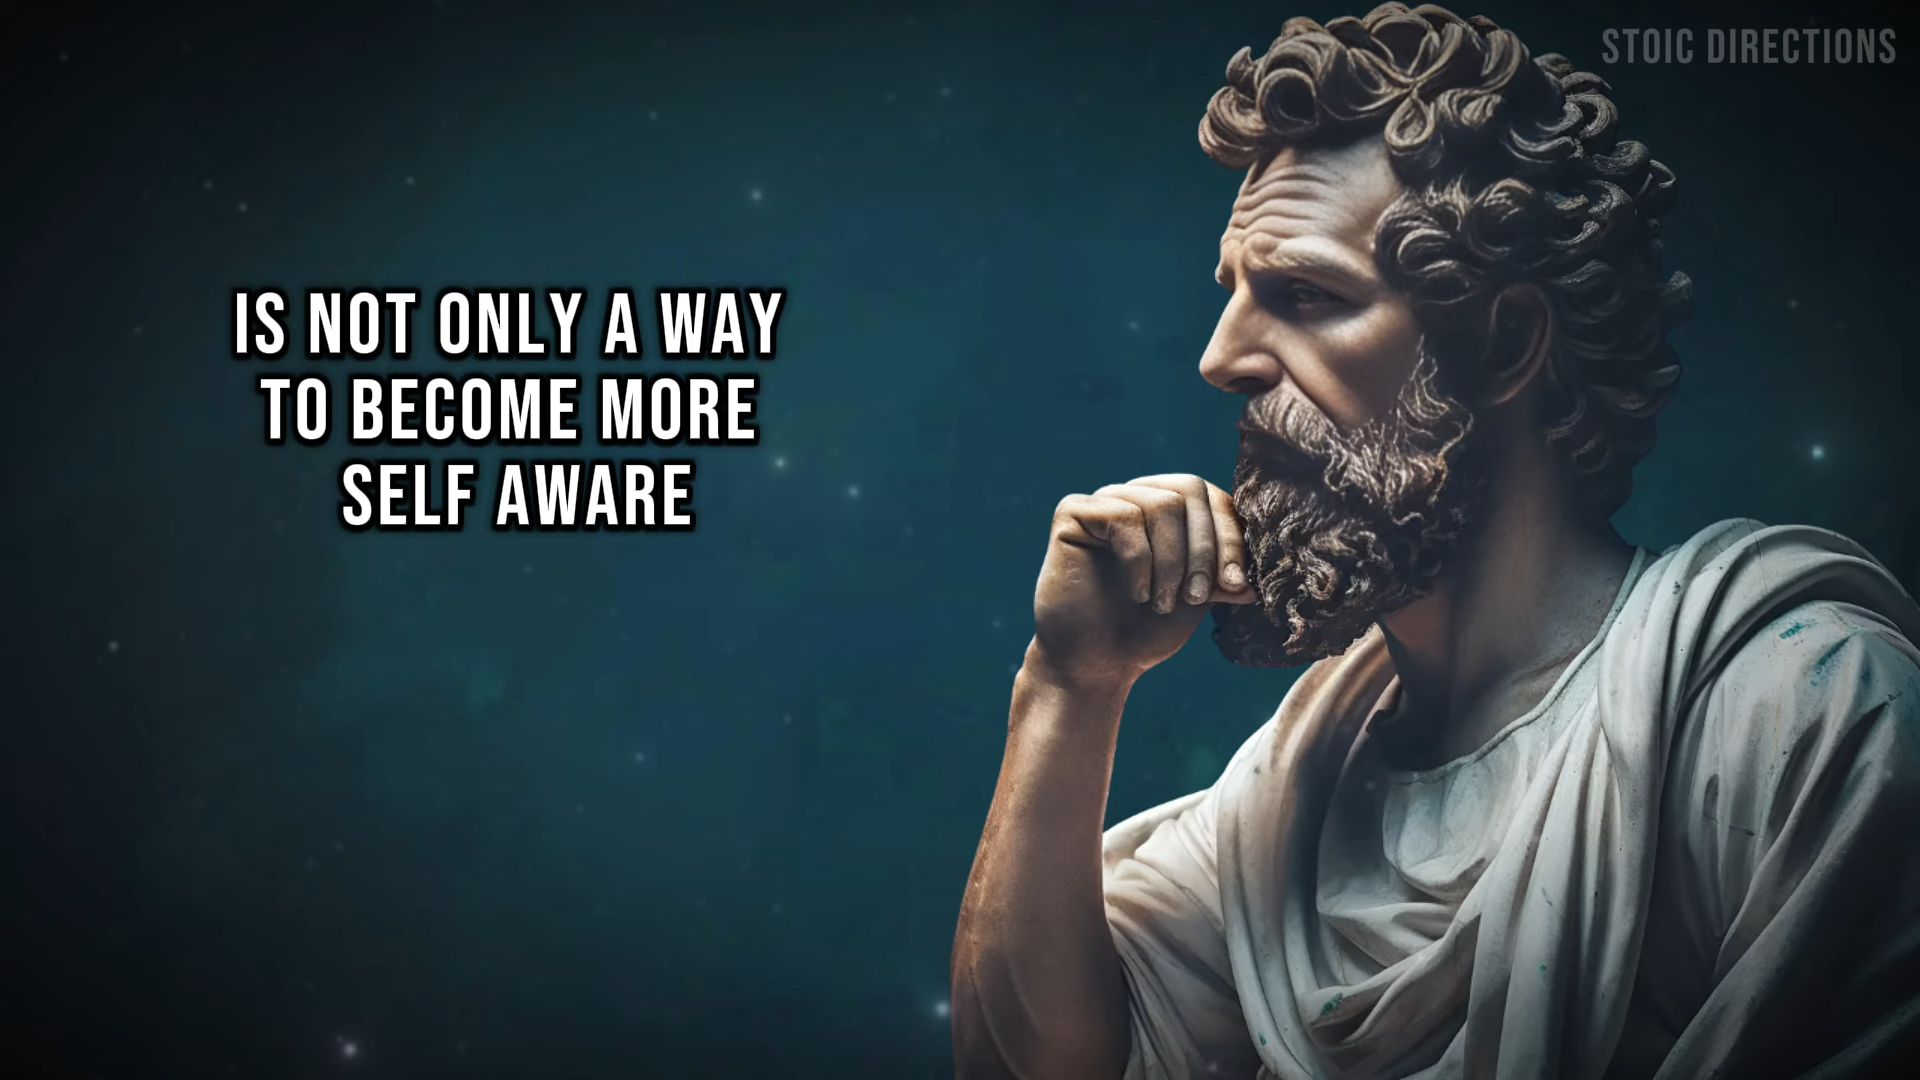 STOIC DIRECTIONS
IS NOT ONLY A WAY
TO BECOME MORE
SELF AWARE